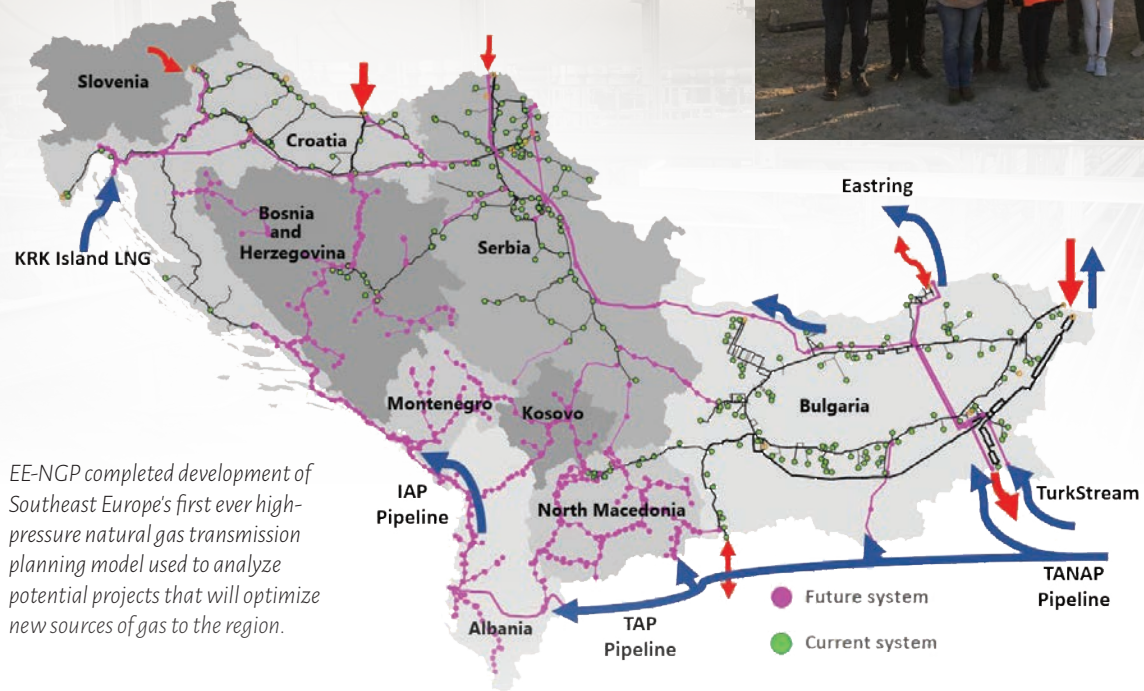 Slovenia
Croatia
Eastring
Bosnia
and
Herzegovina
Serbia
KRK Island LNG
Montenegro
Kosovo
Bulgaria
EE-NGP completed development of
Southeast Europe's first ever high-
pressure natural gas transmission
planning model used to analyze
potential projects that will optimize
new sources of gas to the region.
IAP
Pipeline
North Macedonia
TurkStream
TANAP
Pipeline
Future system
TAP
Pipeline
Albania
Current system